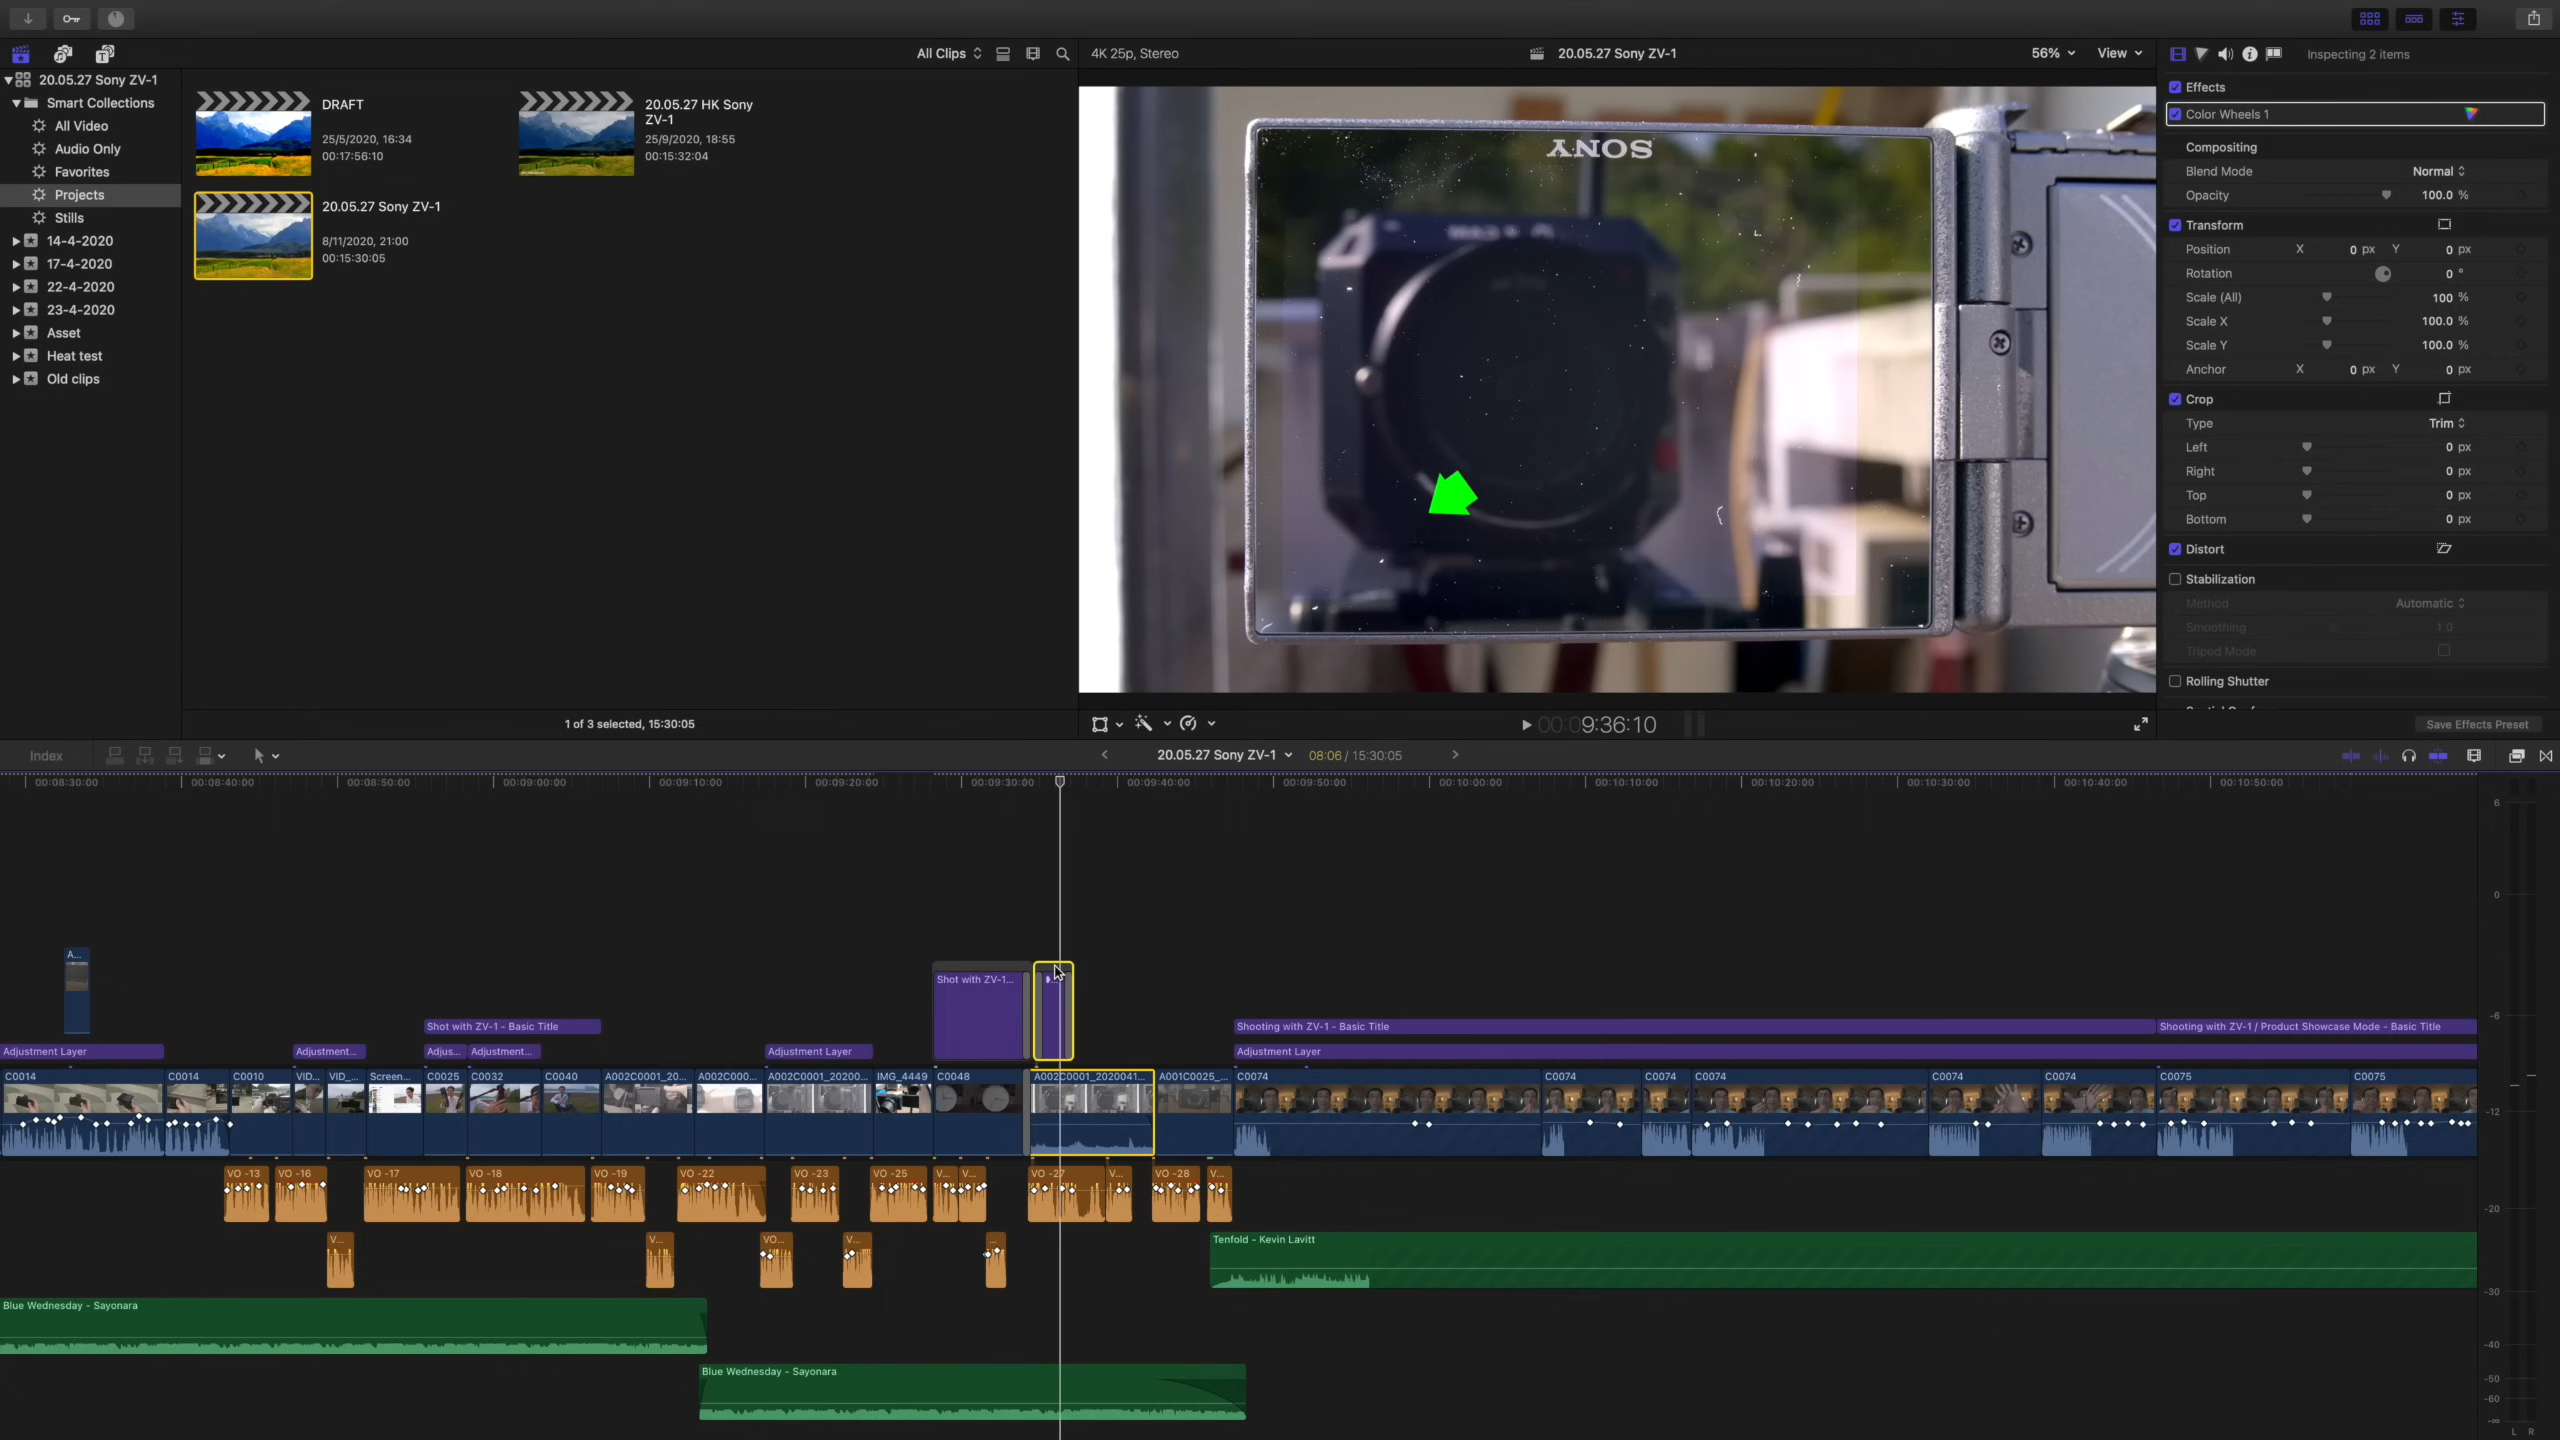 All Clips
4K 25p, Stereo
20.05.27 Sony ZV-1
56%
View
Inspecting 2 items
20.05.27 Sony ZV-1
Smart Collections
All Video
Audio Only
Favorites
Projects
Stills
14-4-2020
17-4-2020
22-4-2020
23-4-2020
Asset
Heat test
Old clips
DRAFT
25/5/2020, 16:34
00:17:56:10
20.05.27 HK Sony
ZV-1
25/9/2020, 18:55
00:15:32:04
20.05.27 Sony ZV-1
8/11/2020, 21:00
00:15:30:05
1 of 3 selected, 15:30:05
SONY
00:09:36:10
Effects
Color Wheels 1
Compositing
Blend Mode Normal
Opacity 100.0 %
Transform
Position X 0 px Y 0 px
Rotation 0 °
Scale (All) 100 %
Scale X 100.0 %
Scale Y 100.0 %
Anchor X 0 px Y 0 px
Crop
Type Trim
Left 0 px
Right 0 px
Top 0 px
Bottom 0 px
Distort
Stabilization
Method Automatic
Smoothing 1.0
Tripod Mode
Rolling Shutter
Save Effects Preset
Index
20.05.27 Sony ZV-1 08:06 / 15:30:05
00:08:30:00 00:08:40:00 00:08:50:00 00:09:00:00 00:09:10:00 00:09:20:00 00:09:30:00 00:09:40:00 00:09:50:00 00:10:00:00 00:10:10:00 00:10:20:00 00:10:30:00 00:10:40:00 00:10:50:00
6
0
-6
-12
-20
-30
-40
-50
-60
-∞
L R
A...
Shot with ZV-1...
Shot with ZV-1 - Basic Title
Shooting with ZV-1 - Basic Title
Shooting with ZV-1 / Product Showcase Mode - Basic Title
Adjustment Layer
Adjustment...
Adjus...
Adjustment...
Adjustment Layer
Adjustment Layer
C0014 C0014 C0010 VID... VID_... Screen... C0025 C0032 C0040 A002C0001_20... A002C000... A002C0001_20200... IMG_4449 C0048 A002C0001_2020041... A001C0025_... C0074 C0074 C0074 C0074 C0074 C0074 C0075 C0075
VO -13 VO -16 VO -17 VO -18 VO -19 VO -22 VO -23 VO -25 V... V... VO -27 V... VO -28 V...
V... V... VO... V... ...
Tenfold - Kevin Lavitt
Blue Wednesday - Sayonara
Blue Wednesday - Sayonara